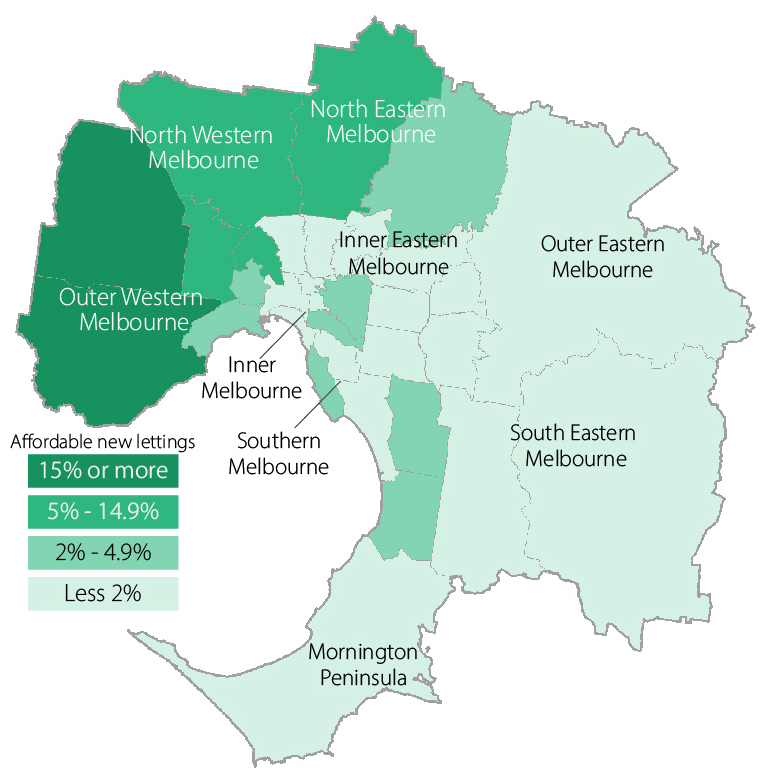 North Eastern
Melbourne
North Western
Melbourne
Inner Eastern
Melbourne
Outer Eastern
Melbourne
Outer Western
Melbourne
Inner
Melbourne
Southern
Melbourne
South Eastern
Melbourne
Affordable new lettings
15% or more
5% - 14.9%
2% - 4.9%
Less 2%
Mornington
Peninsula